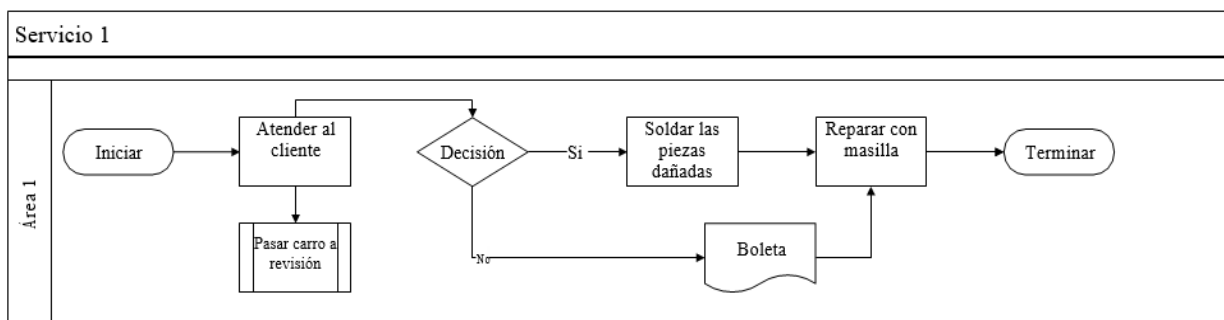 Servicio 1
Área 1
Iniciar
Atender al
cliente
Pasar carro a
revisión
Decisión
Si
No
Soldar las
piezas
dañadas
Boleta
Reparar con
masilla
Terminar